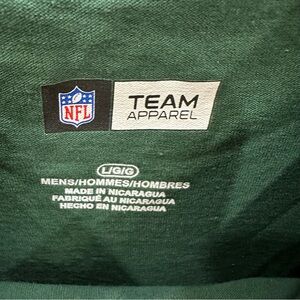 NFL
TEAM
APPAREL
L/G/G
MENS/HOMMES/HOMBRES
MADE IN NICARAGUA
FABRIQUÉ AU NICARAGUA
HECHO EN NICARAGUA